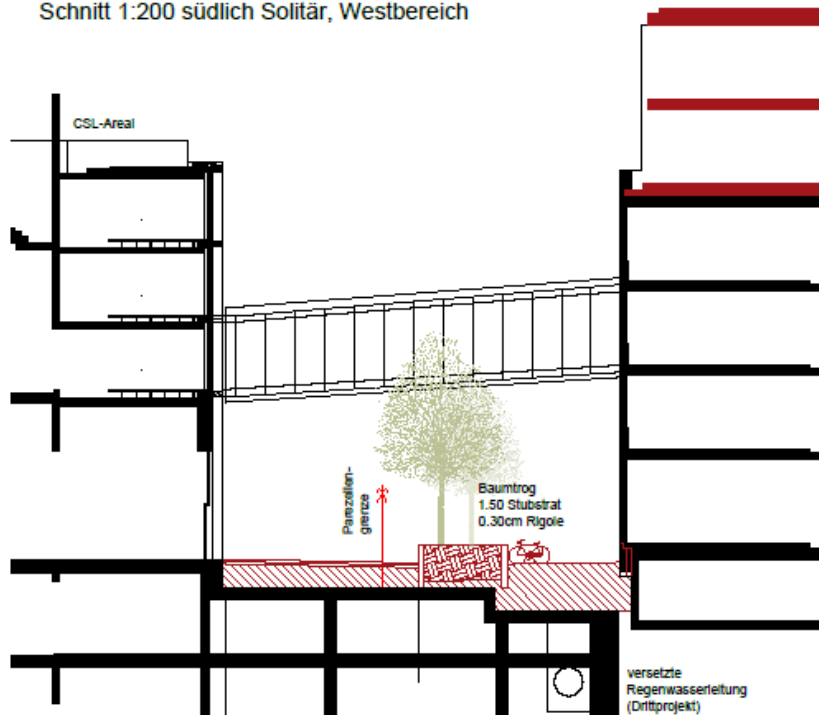 Schnitt 1:200 südlich Solitär, Westbereich
CSL-Areal
Parezellen-
grenze
Baumtrog
1.50 Stubstrat
0.30cm Rigole
versetzte
Regenwasserleitung
(Drittprojekt)